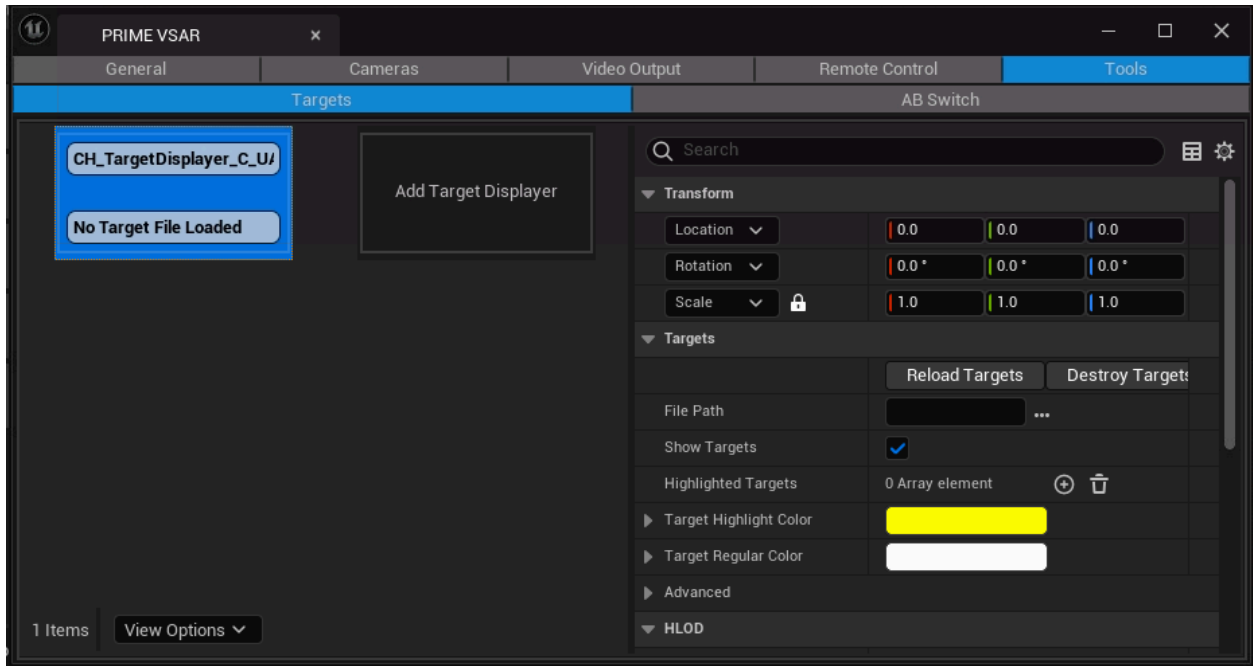 PRIME VSAR
General Cameras Video Output Remote Control Tools
Targets AB Switch
CH_TargetDisplayer_C_UA
No Target File Loaded
Add Target Displayer
1 Items View Options
Search
Transform
Location 0.0 0.0 0.0
Rotation 0.0 ° 0.0 ° 0.0 °
Scale 1.0 1.0 1.0
Targets
Reload Targets Destroy Targets
File Path ...
Show Targets
Highlighted Targets 0 Array element
Target Highlight Color
Target Regular Color
Advanced
HLOD